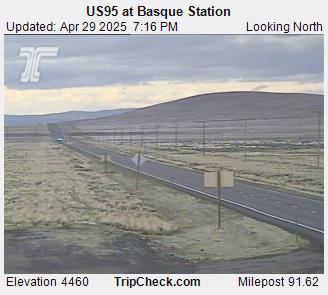 US95 at Basque Station
Updated: Apr 29 2025 7:16 PM Looking North
Elevation 4460 TripCheck.com Milepost 91.62